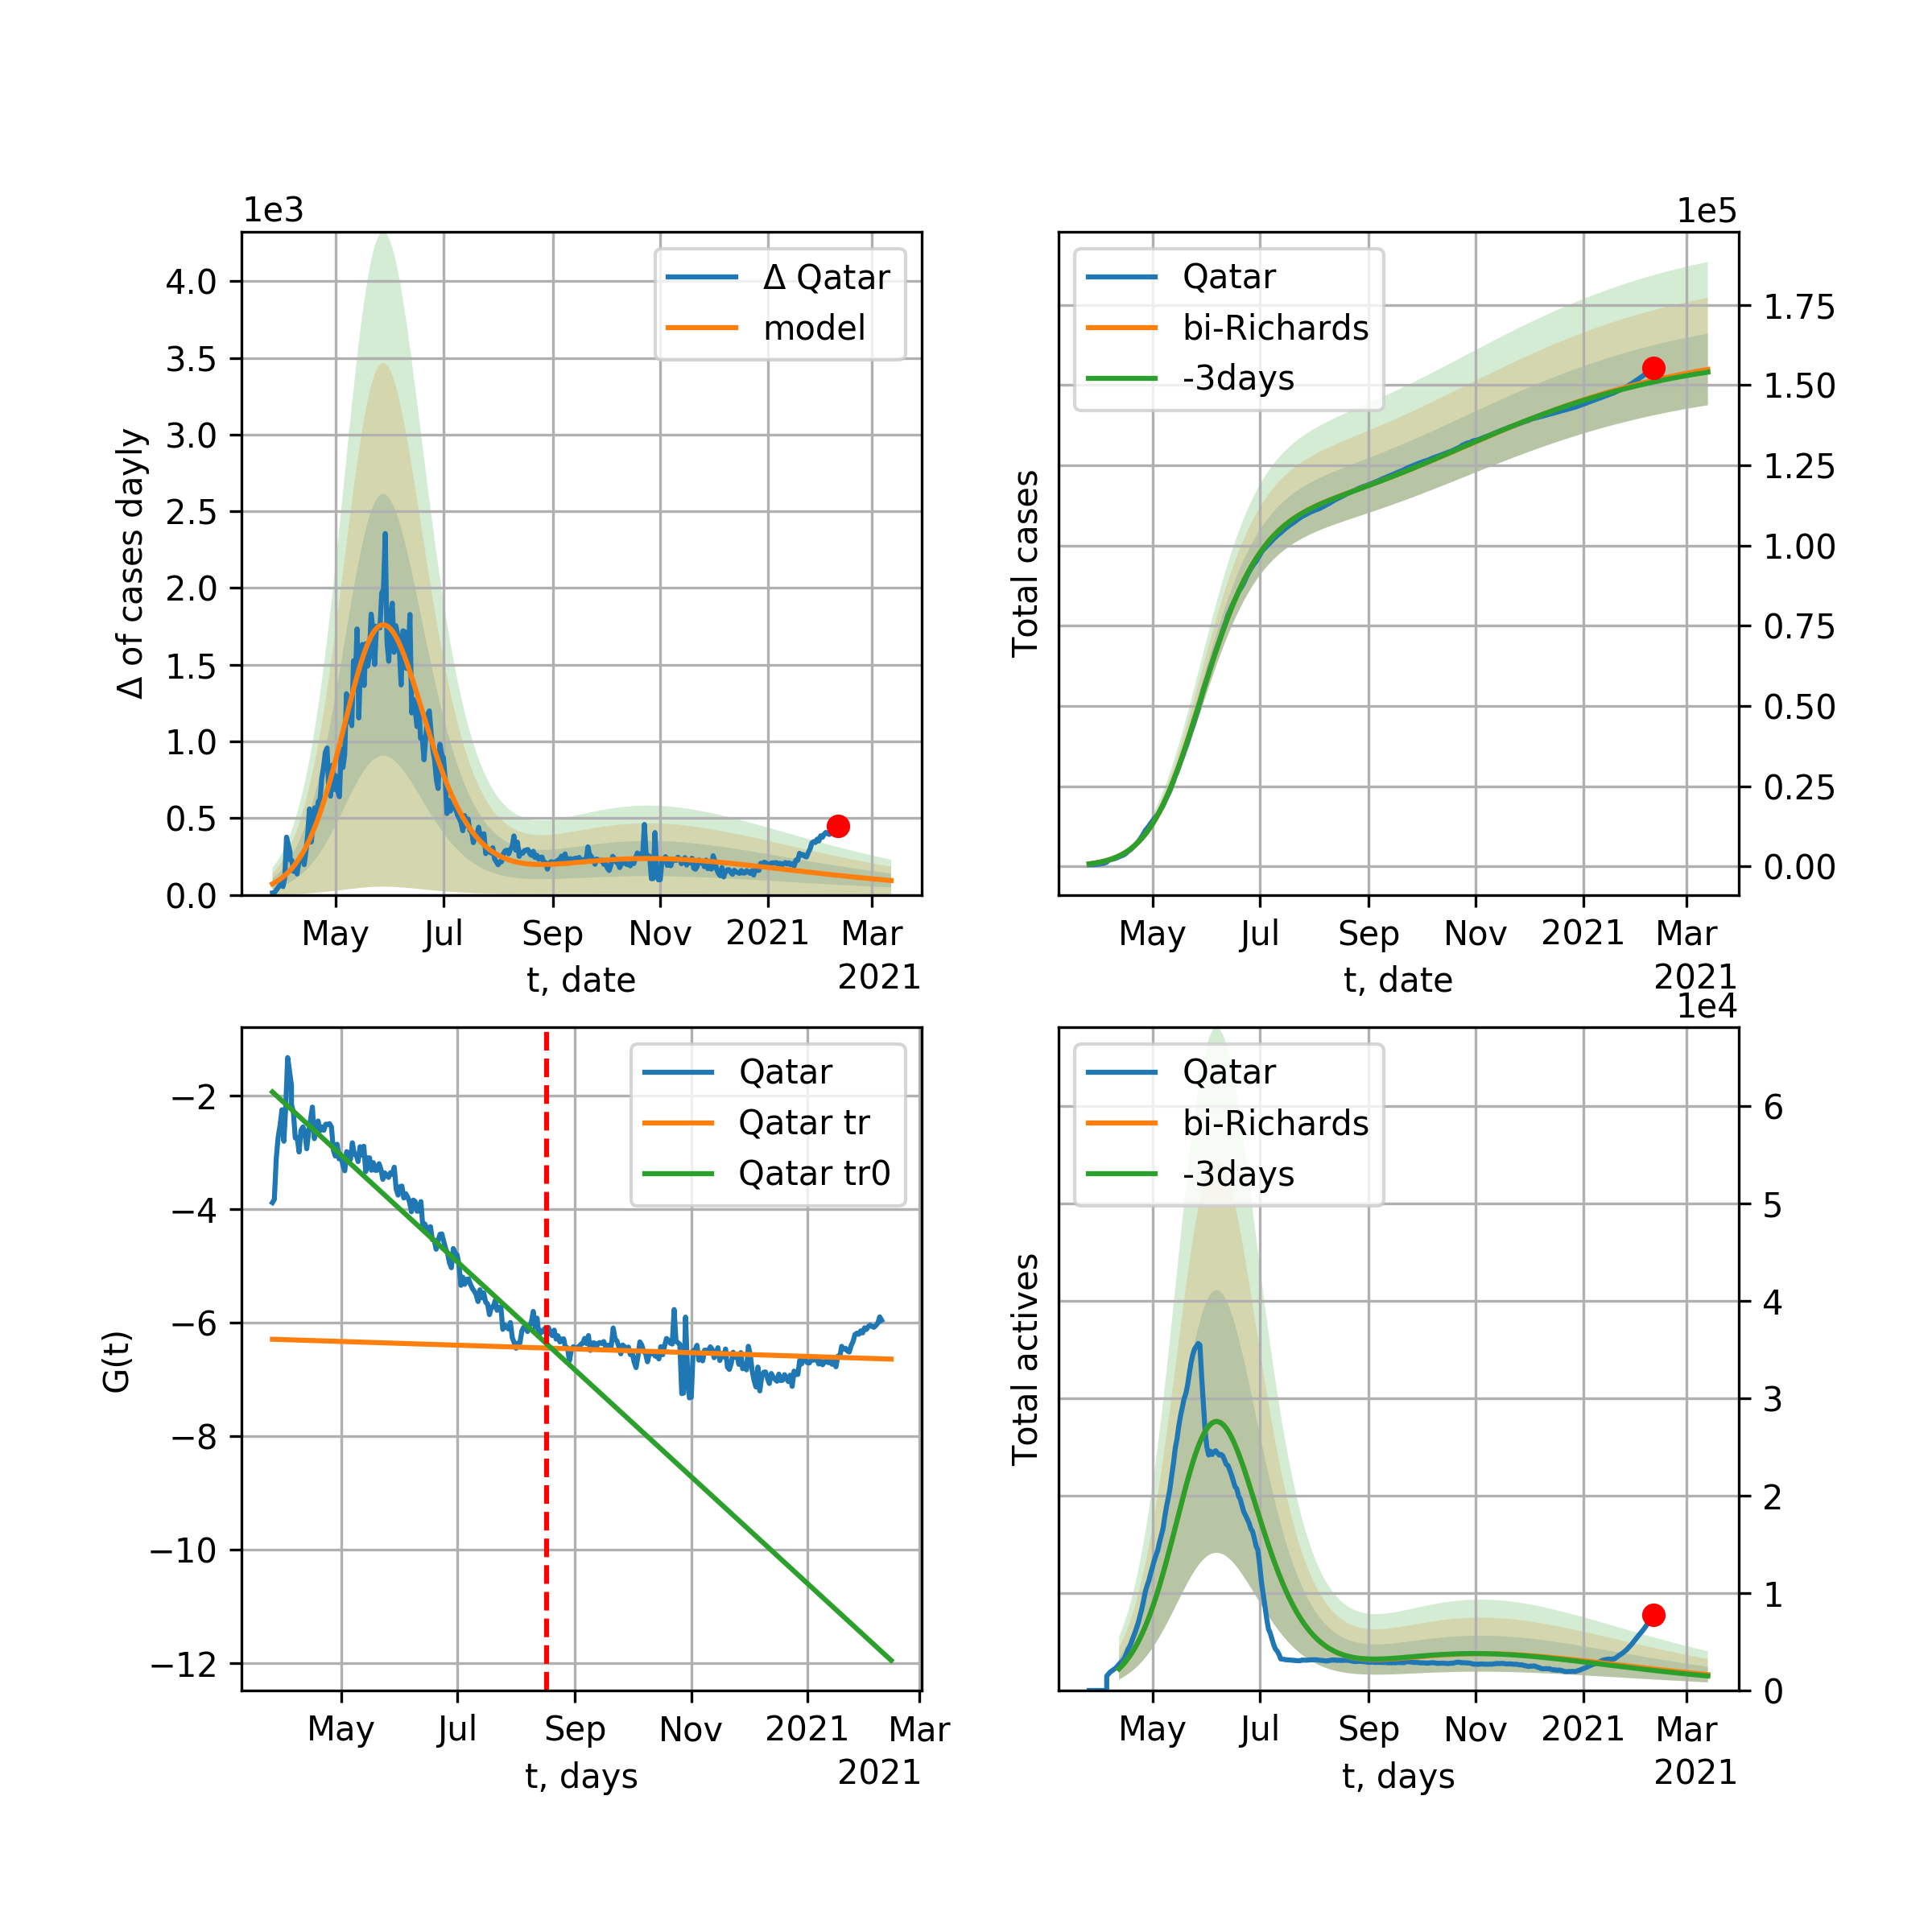 1e3
4.0
3.5
3.0
2.5
2.0
1.5
1.0
0.5
0.0
Δ of cases dayly
Δ Qatar
model
May Jul Sep Nov 2021 Mar
t, date
2021
1e5
Total cases
Qatar
bi-Richards
-3days
1.75
1.50
1.25
1.00
0.75
0.50
0.25
0.00
May Jul Sep Nov 2021 Mar
t, date
2021
G(t)
−2
−4
−6
−8
−10
−12
Qatar
Qatar tr
Qatar tr0
May Jul Sep Nov 2021 Mar
t, days
2021
1e4
Total actives
Qatar
bi-Richards
-3days
6
5
4
3
2
1
0
May Jul Sep Nov 2021 Mar
t, days
2021